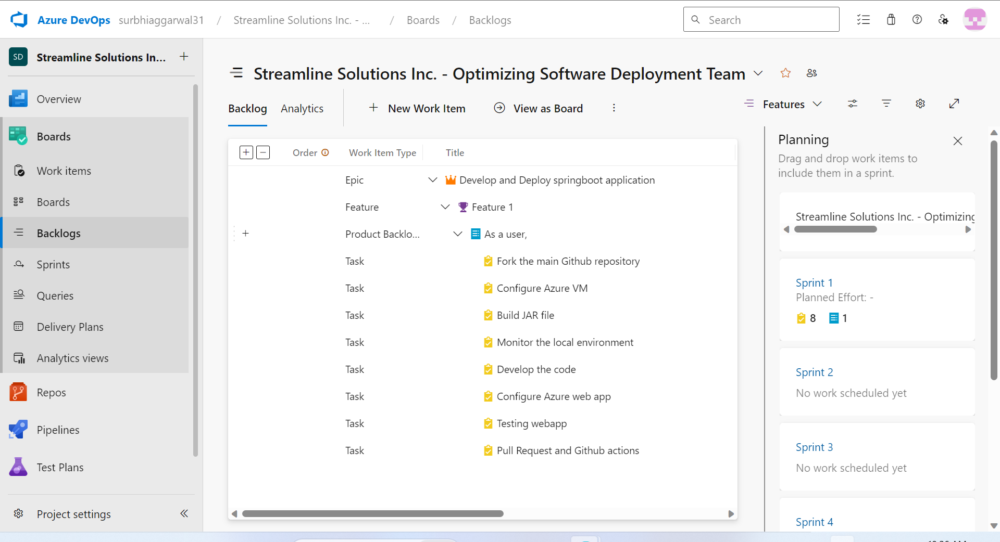 Azure DevOps surbhiaggarwal31 / Streamline Solutions Inc. - ... / Boards / Backlogs
Search
SD Streamline Solutions In...
Overview
Boards
Work items
Boards
Backlogs
Sprints
Queries
Delivery Plans
Analytics views
Repos
Pipelines
Test Plans
Project settings
Streamline Solutions Inc. - Optimizing Software Deployment Team
Backlog Analytics New Work Item View as Board Features
Order Work Item Type Title
Epic Develop and Deploy springboot application
Feature Feature 1
Product Backlo... As a user,
Task Fork the main Github repository
Task Configure Azure VM
Task Build JAR file
Task Monitor the local environment
Task Develop the code
Task Configure Azure web app
Task Testing webapp
Task Pull Request and Github actions
Planning
Drag and drop work items to
include them in a sprint.
Streamline Solutions Inc. - Optimizing
Sprint 1
Planned Effort: -
8 1
Sprint 2
No work scheduled yet
Sprint 3
No work scheduled yet
Sprint 4